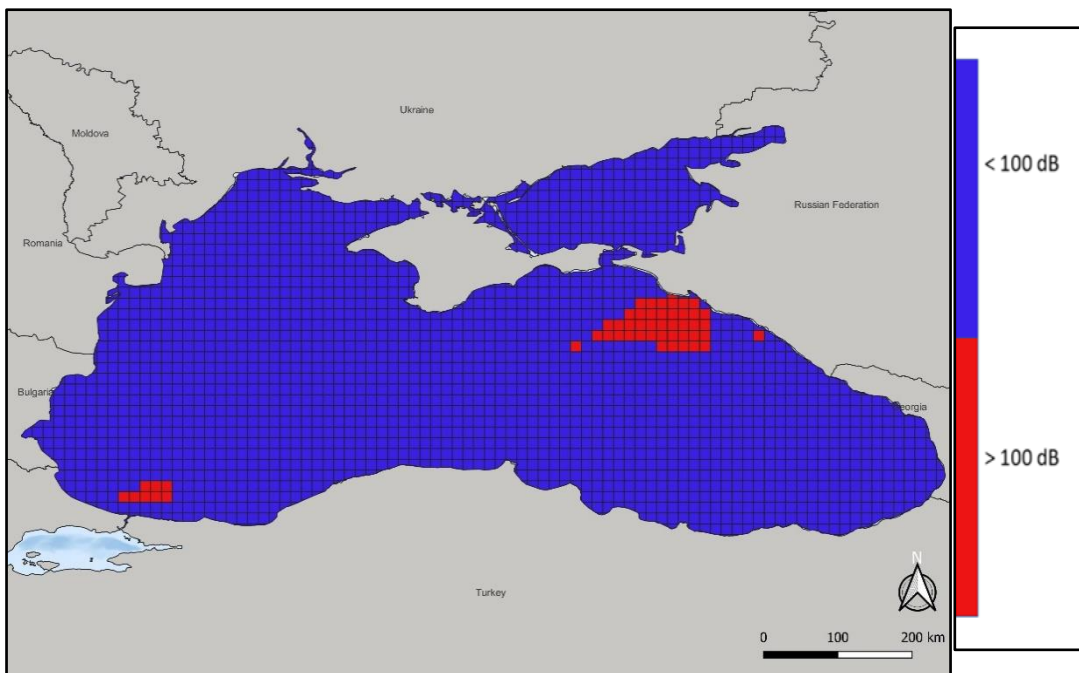 Ukraine
Moldova
< 100 dB
Russian Federation
Romania
Bulgaria
Georgia
> 100 dB
N
Turkey
0 100 200 km